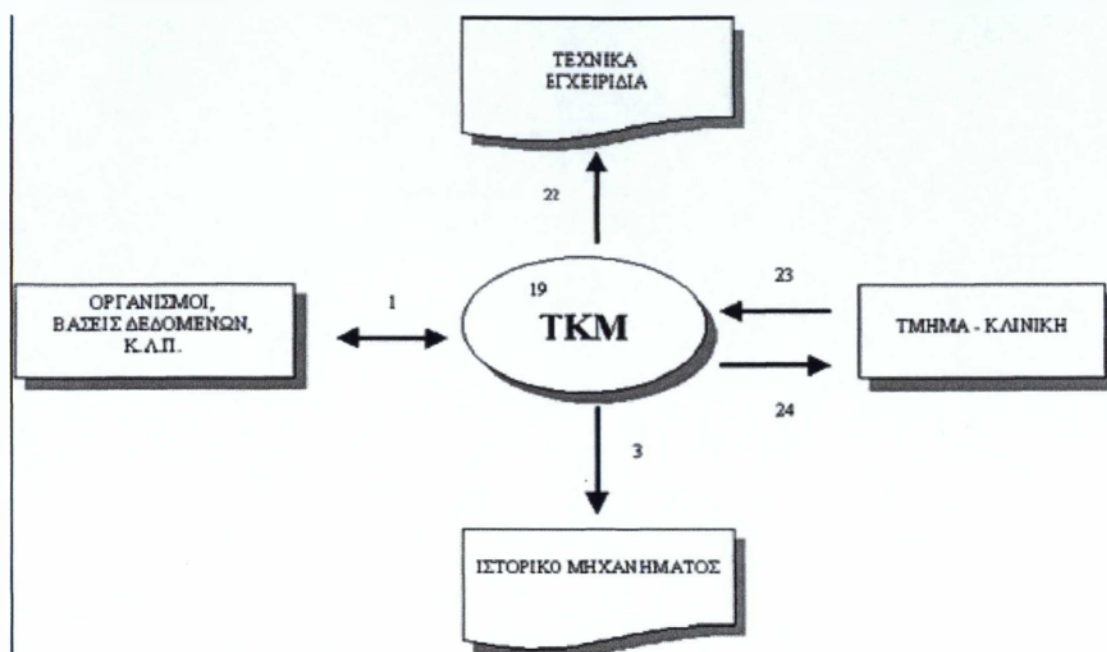 ΤΕΧΝΙΚΑ
ΕΓΧΕΙΡΙΔΙΑ
22
19
23
1
ΟΡΓΑΝΙΣΜΟΙ,
ΒΑΣΕΙΣ ΔΕΔΟΜΕΝΩΝ,
Κ.Λ.Π.
ΤΚΜ
ΤΜΗΜΑ - ΚΛΙΝΙΚΗ
24
3
ΙΣΤΟΡΙΚΟ ΜΗΧΑΝΗΜΑΤΟΣ